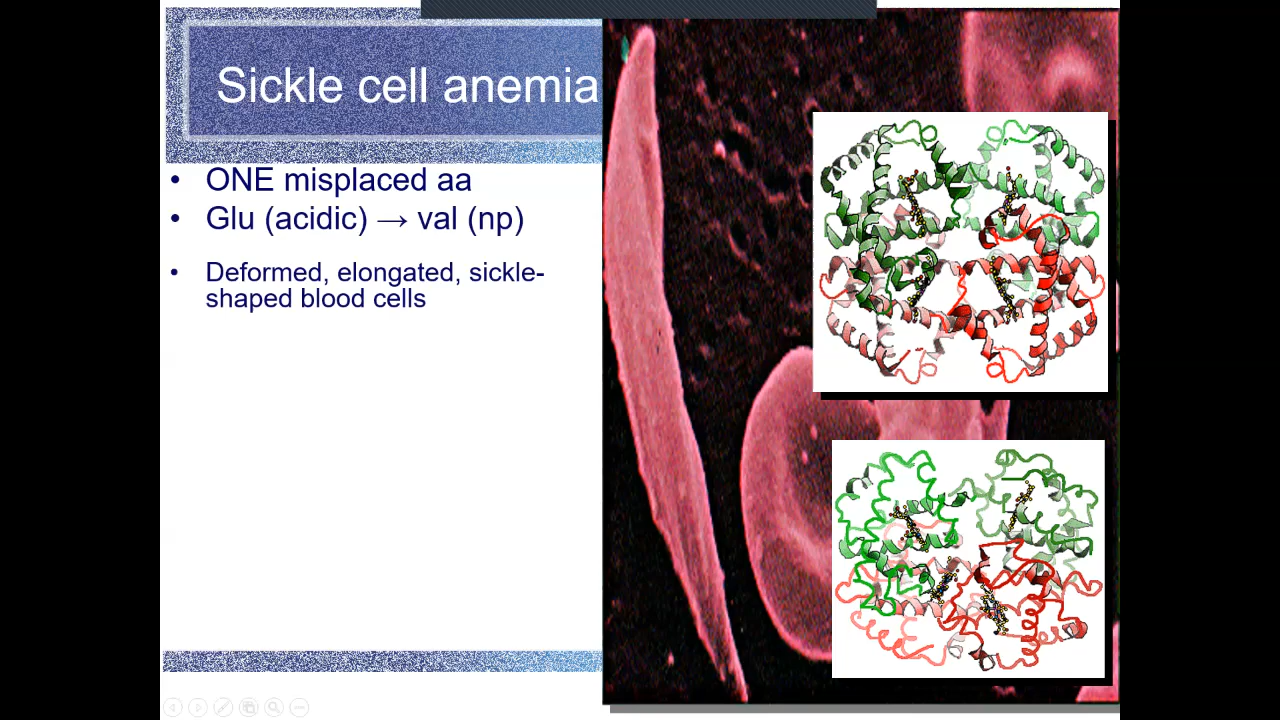 Sickle cell anemia
• ONE misplaced aa
• Glu (acidic) → val (np)
• Deformed, elongated, sickle-
shaped blood cells